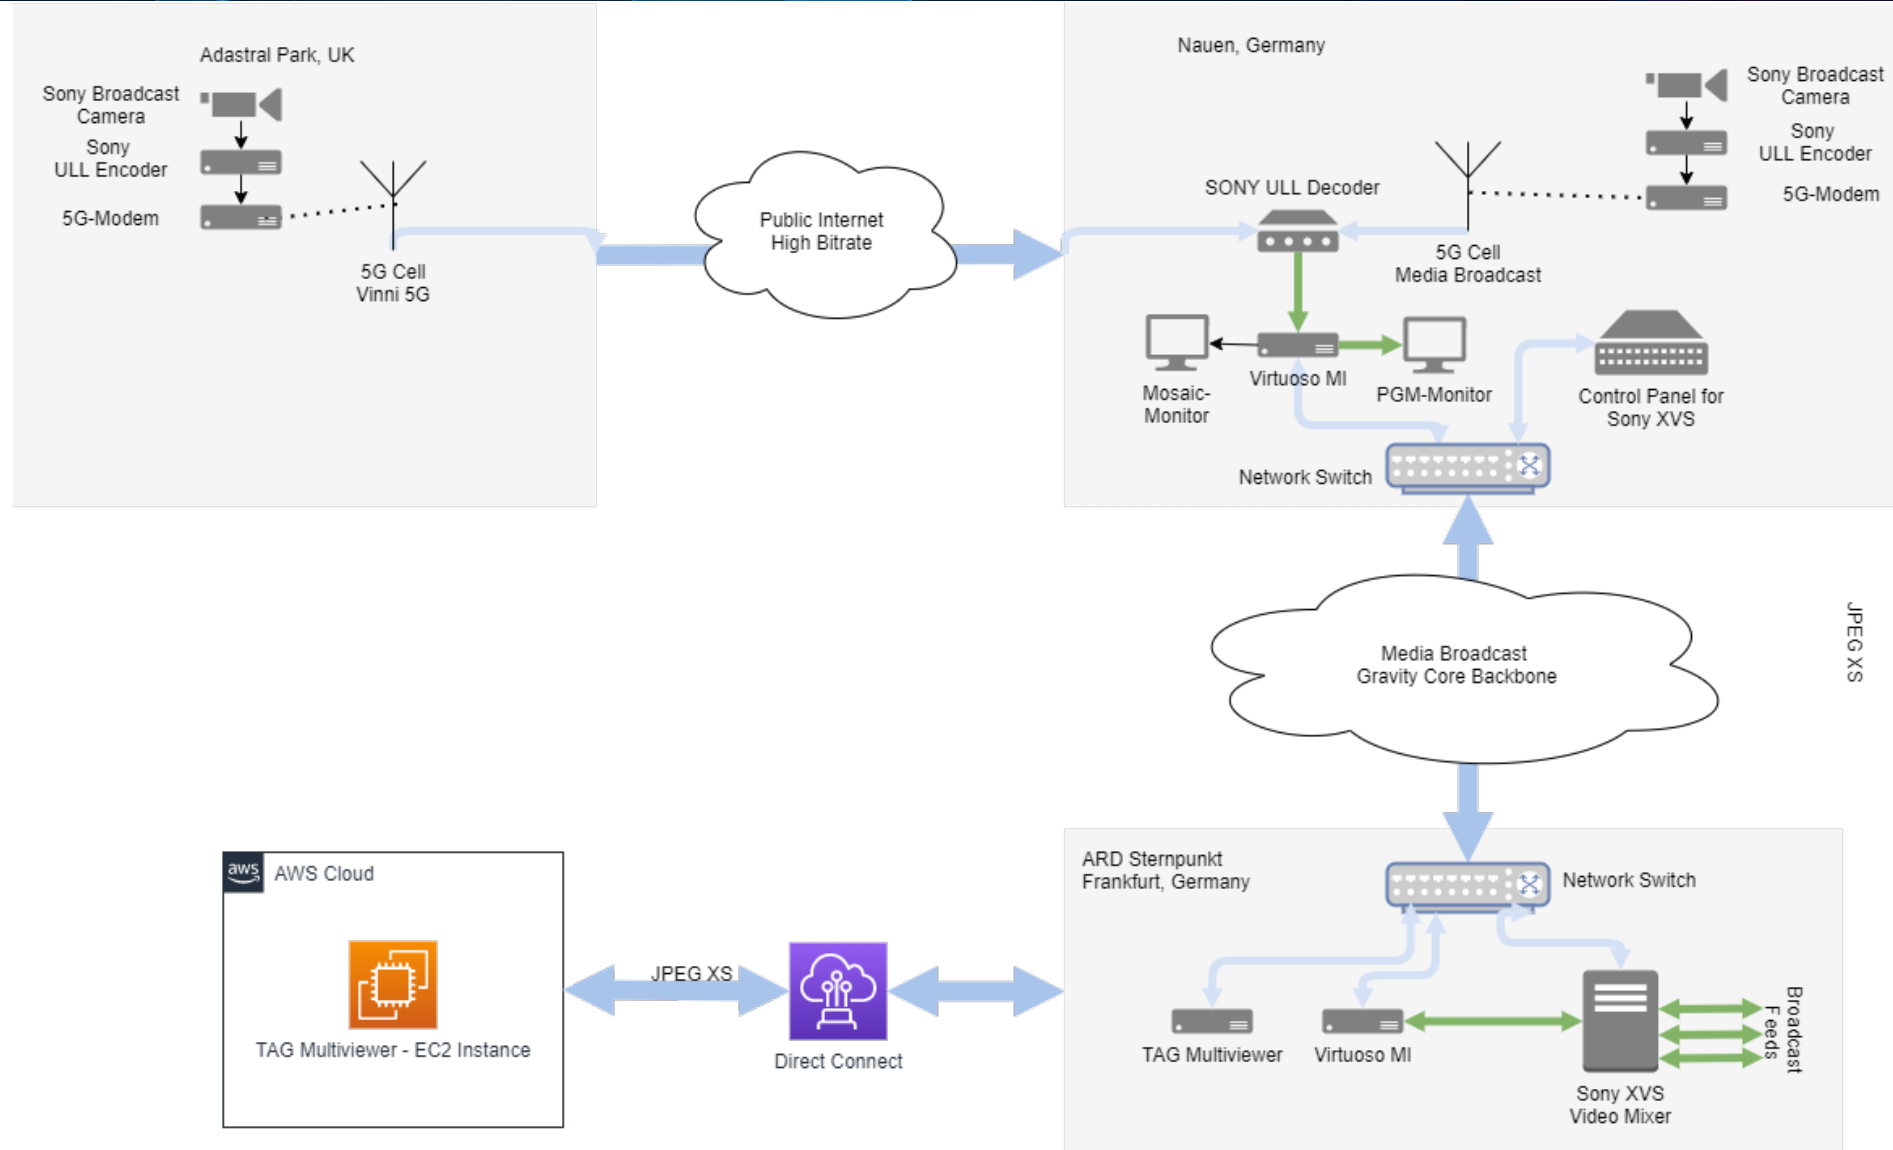 Adastral Park, UK
Sony Broadcast
Camera
Sony
ULL Encoder
5G-Modem
5G Cell
Vinni 5G
Public Internet
High Bitrate
Nauen, Germany
Sony Broadcast
Camera
Sony
ULL Encoder
5G-Modem
SONY ULL Decoder
5G Cell
Media Broadcast
Mosaic-
Monitor
Virtuoso MI
PGM-Monitor
Control Panel for
Sony XVS
Network Switch
Media Broadcast
Gravity Core Backbone
JPEG XS
aws
AWS Cloud
TAG Multiviewer - EC2 Instance
JPEG XS
Direct Connect
ARD Sternpunkt
Frankfurt, Germany
Network Switch
TAG Multiviewer
Virtuoso MI
Sony XVS
Video Mixer
Broadcast
Feeds